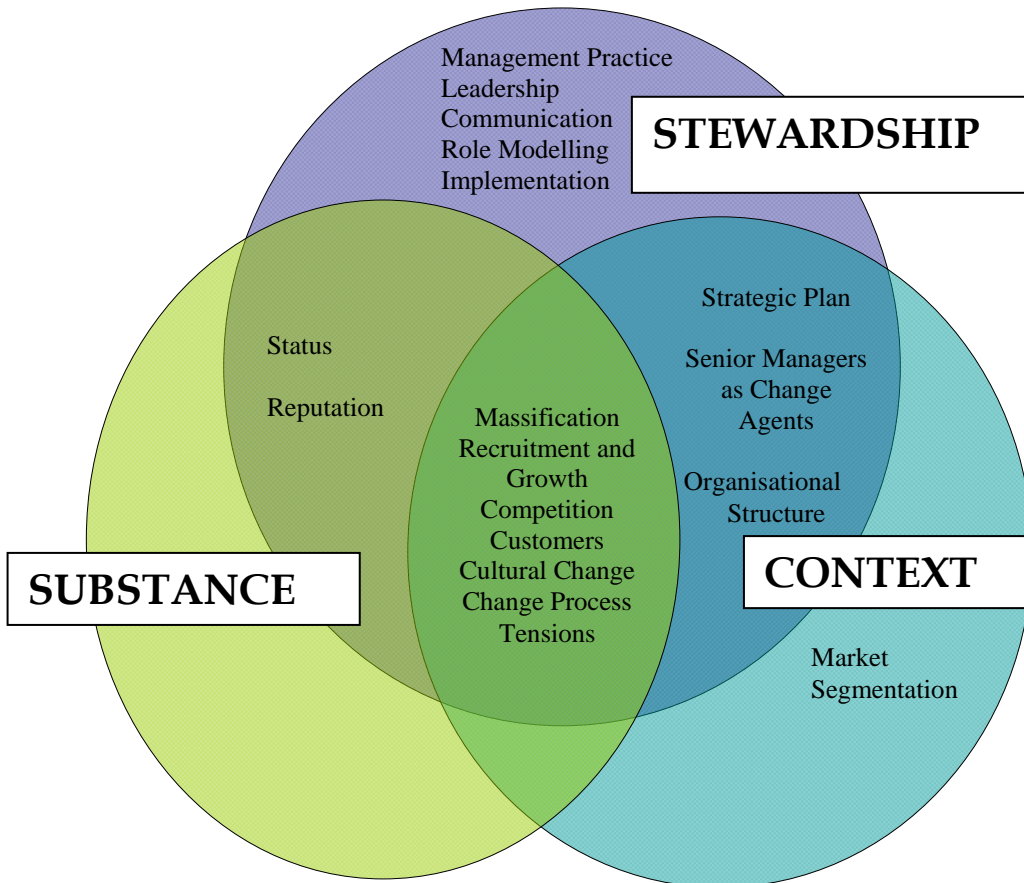 Management Practice
Leadership
Communication
Role Modelling
Implementation
STEWARDSHIP
Strategic Plan
Senior Managers
as Change
Agents
Organisational
Structure
Status
Reputation
Massification
Recruitment and
Growth
Competition
Customers
Cultural Change
Change Process
Tensions
SUBSTANCE
CONTEXT
Market
Segmentation